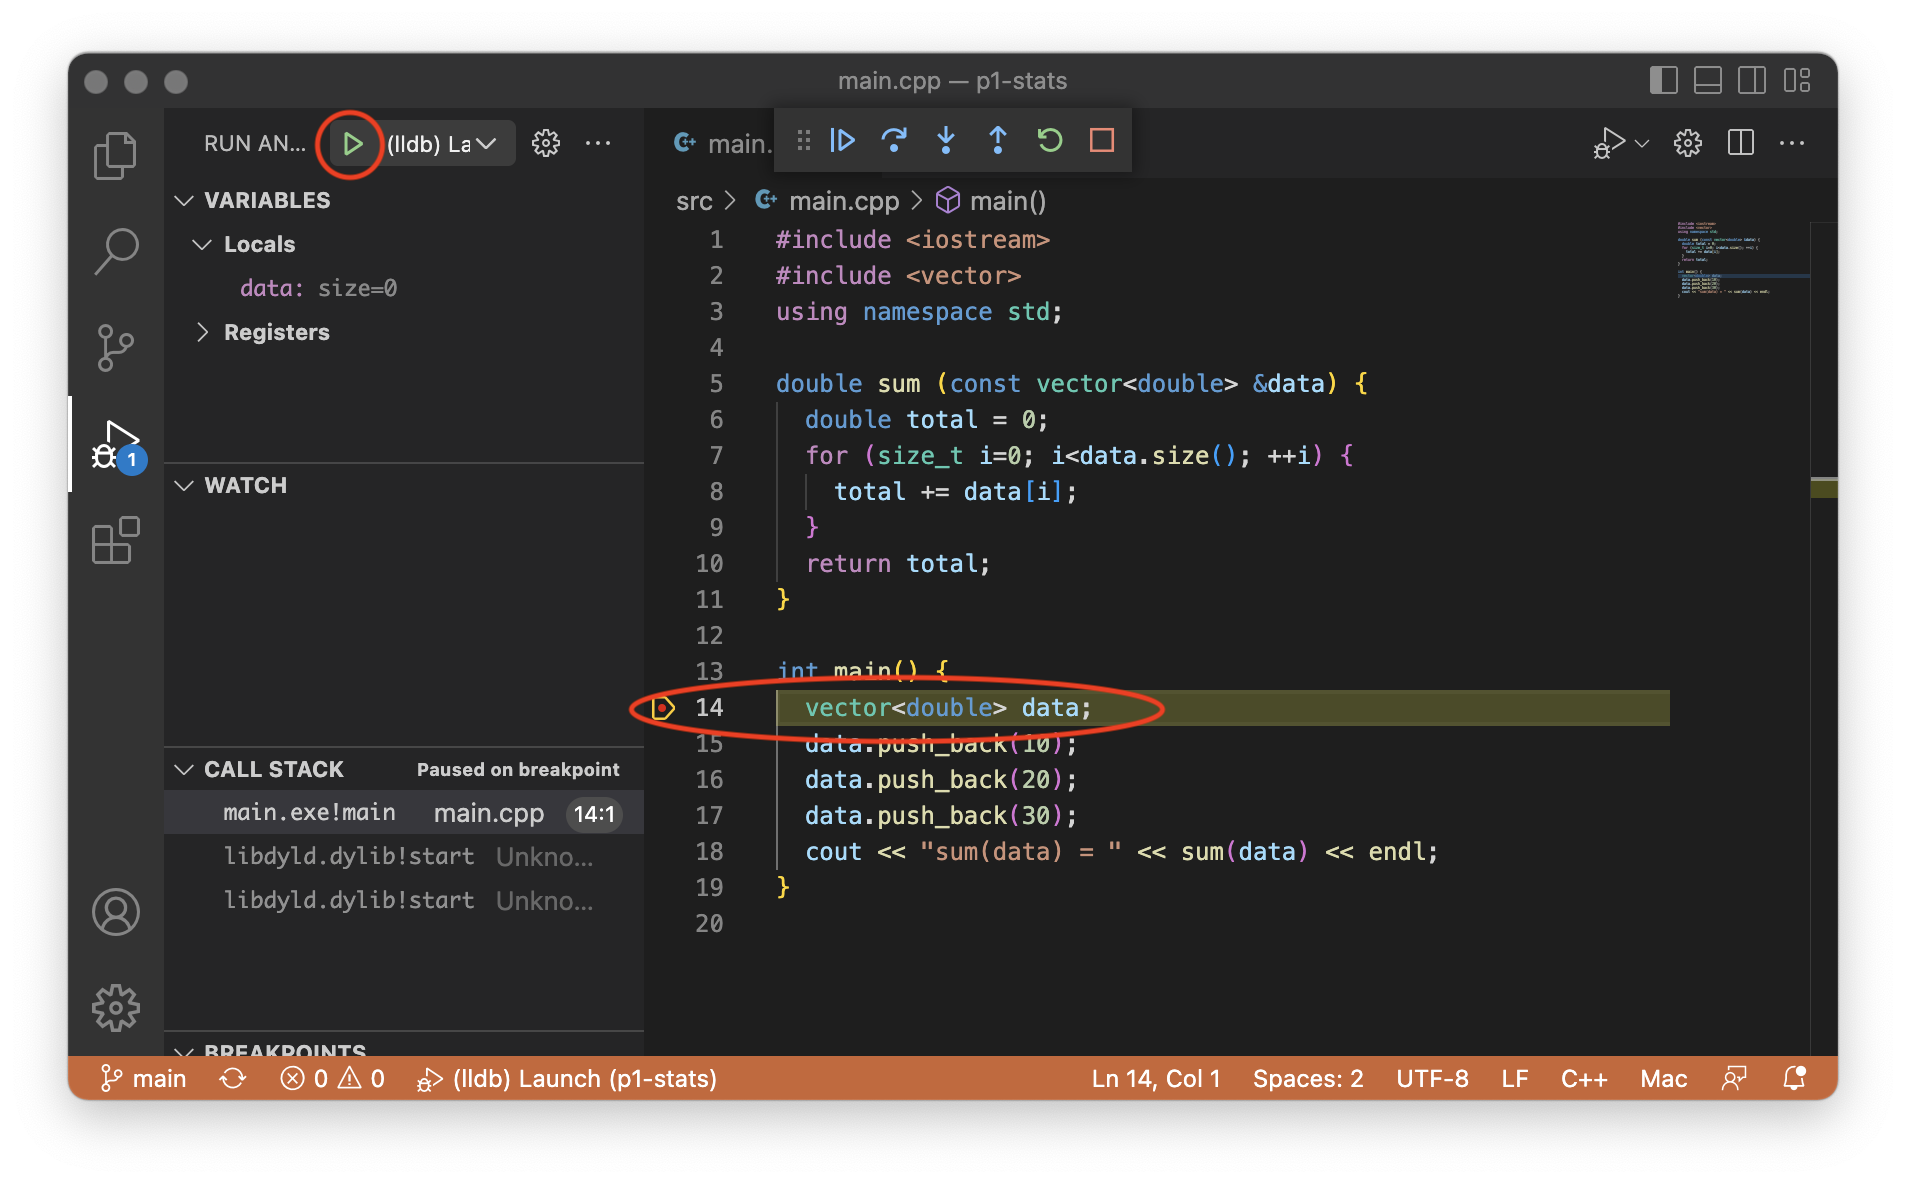 main.cpp — p1-stats
RUN AN...
(lldb) La
VARIABLES
Locals
data: size=0
Registers
WATCH
CALL STACK Paused on breakpoint
main.exe!main main.cpp 14:1
libdyld.dylib!start Unkno...
libdyld.dylib!start Unkno...
BREAKPOINTS
main.
src > main.cpp > main()
1 #include <iostream>
2 #include <vector>
3 using namespace std;
4
5 double sum (const vector<double> &data) {
6 double total = 0;
7 for (size_t i=0; i<data.size(); ++i) {
8 total += data[i];
9 }
10 return total;
11 }
12
13 int main() {
14 vector<double> data;
15 data.push_back(10);
16 data.push_back(20);
17 data.push_back(30);
18 cout << "sum(data) = " << sum(data) << endl;
19 }
20
1
main 0 0 (lldb) Launch (p1-stats) Ln 14, Col 1 Spaces: 2 UTF-8 LF C++ Mac